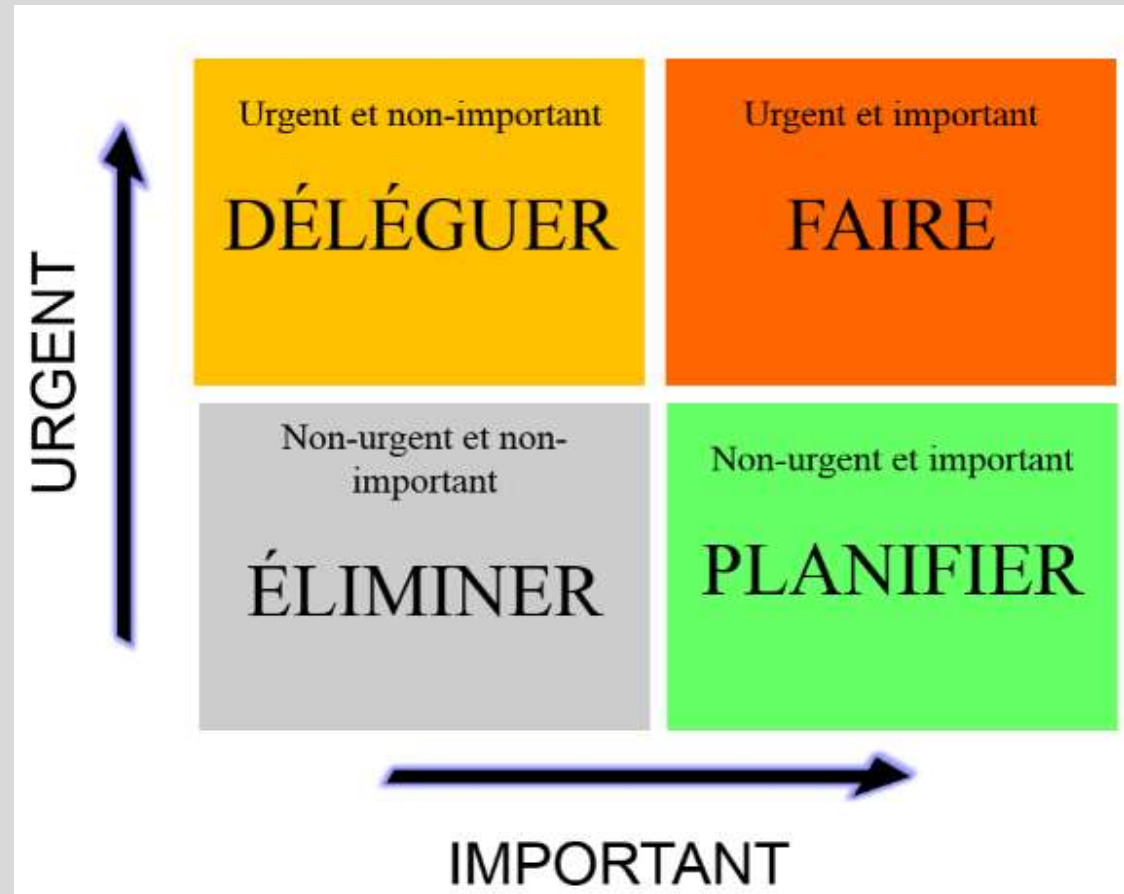 URGENT
Urgent et non-important
DÉLÉGUER
Urgent et important
FAIRE
Non-urgent et non-
important
ÉLIMINER
Non-urgent et important
PLANIFIER
IMPORTANT